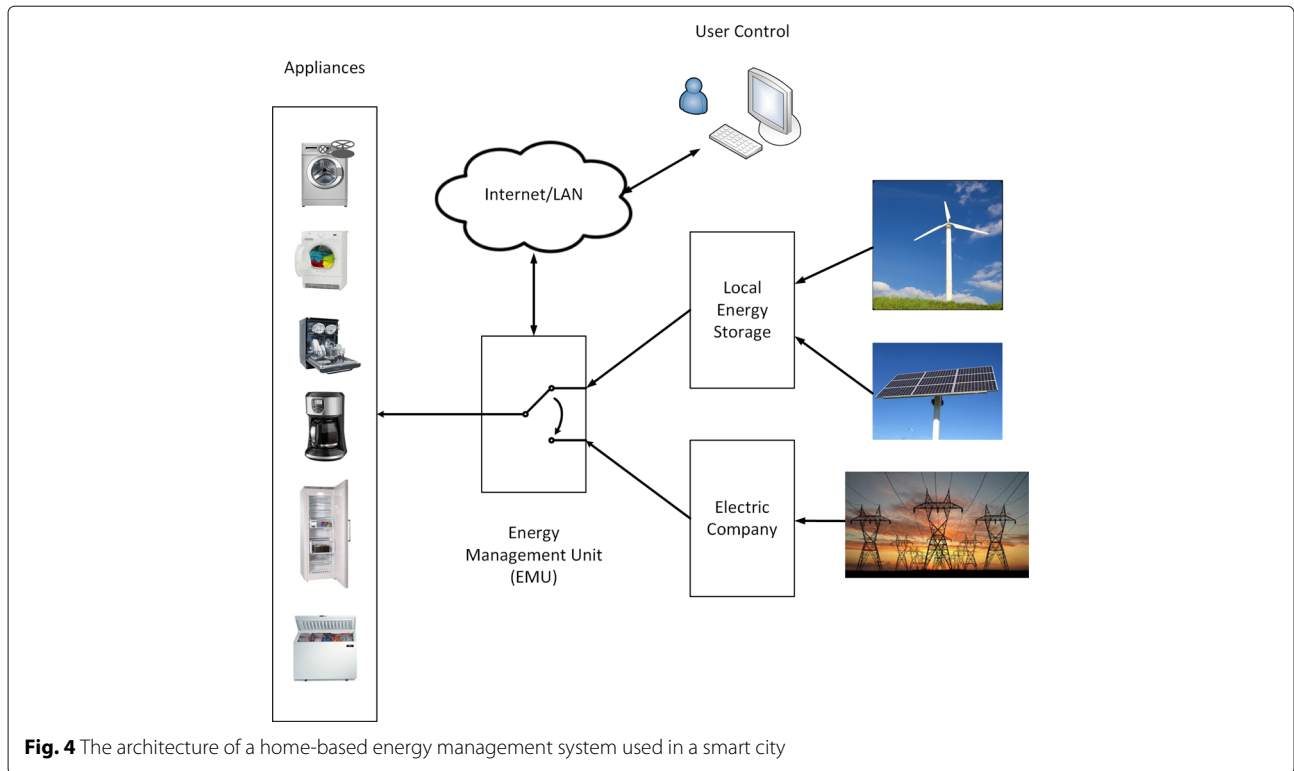 User Control
Appliances
Internet/LAN
Local
Energy
Storage
Electric
Company
Energy
Management Unit
(EMU)
Fig. 4 The architecture of a home-based energy management system used in a smart city